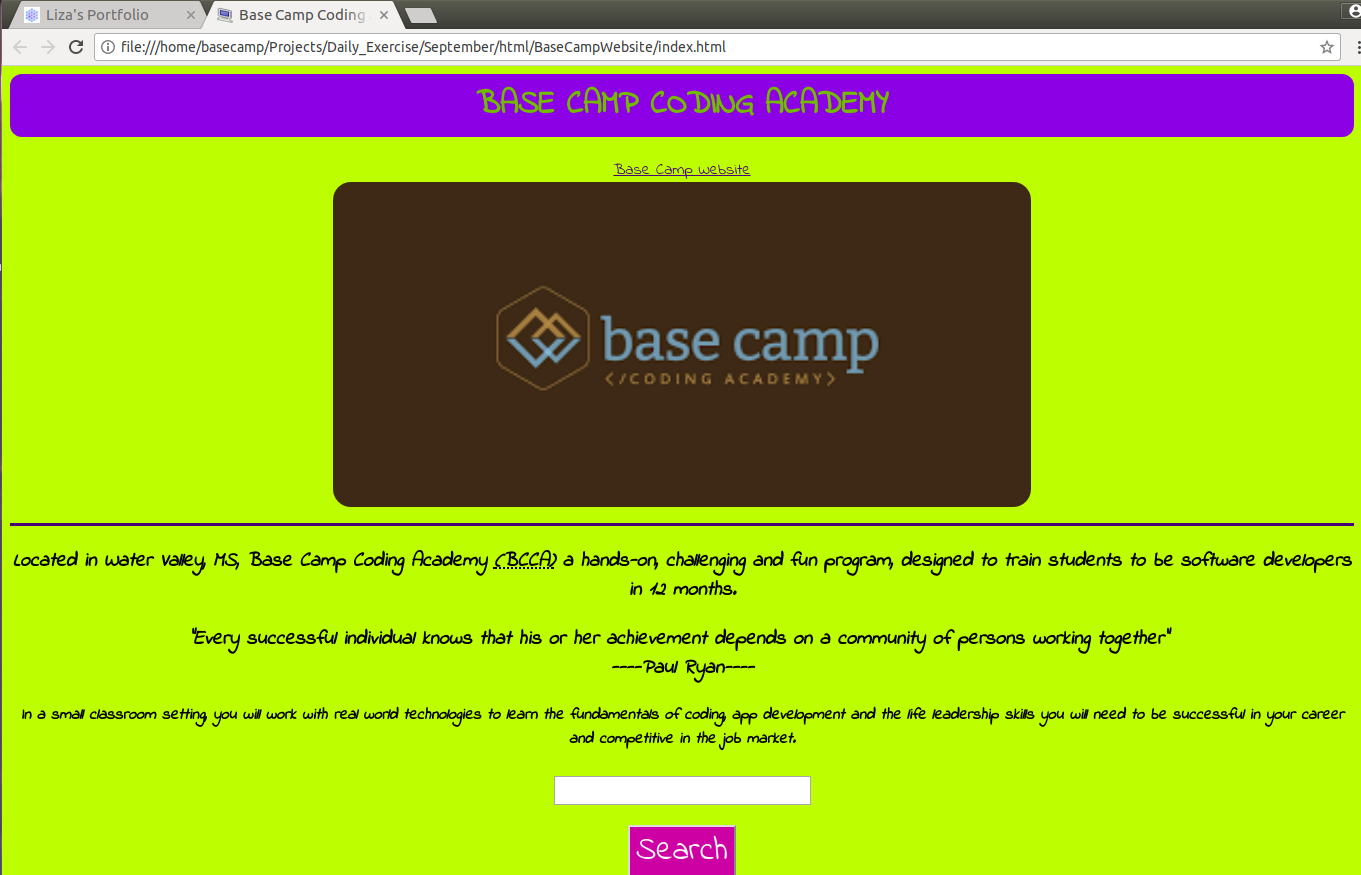 Liza's Portfolio
Base Camp Coding
file:///home/basecamp/Projects/Daily_Exercise/September/html/BaseCampWebsite/index.html
BASE CAMP CODING ACADEMY
Base Camp Website
base camp
</CODING ACADEMY>
Located in Water Valley, MS, Base Camp Coding Academy (BCCA) a hands-on, challenging and fun program, designed to train students to be software developers
in 12 months.
"Every successful individual knows that his or her achievement depends on a community of persons working together"
----Paul Ryan----
In a small classroom setting, you will work with real world technologies to learn the fundamentals of coding, app development and the life leadership skills you will need to be successful in your career
and competitive in the job market.
Search